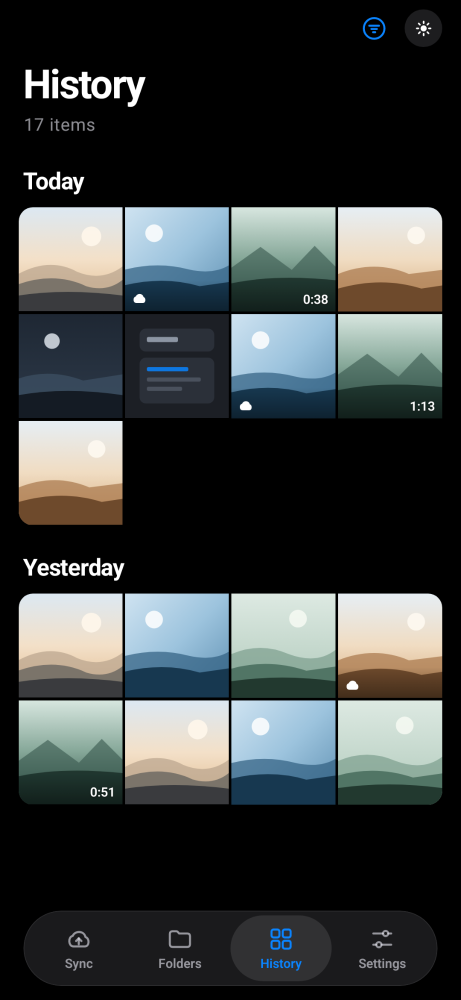 History
17 items
Today
0:38
1:13
Yesterday
0:51
Sync
Folders
History
Settings